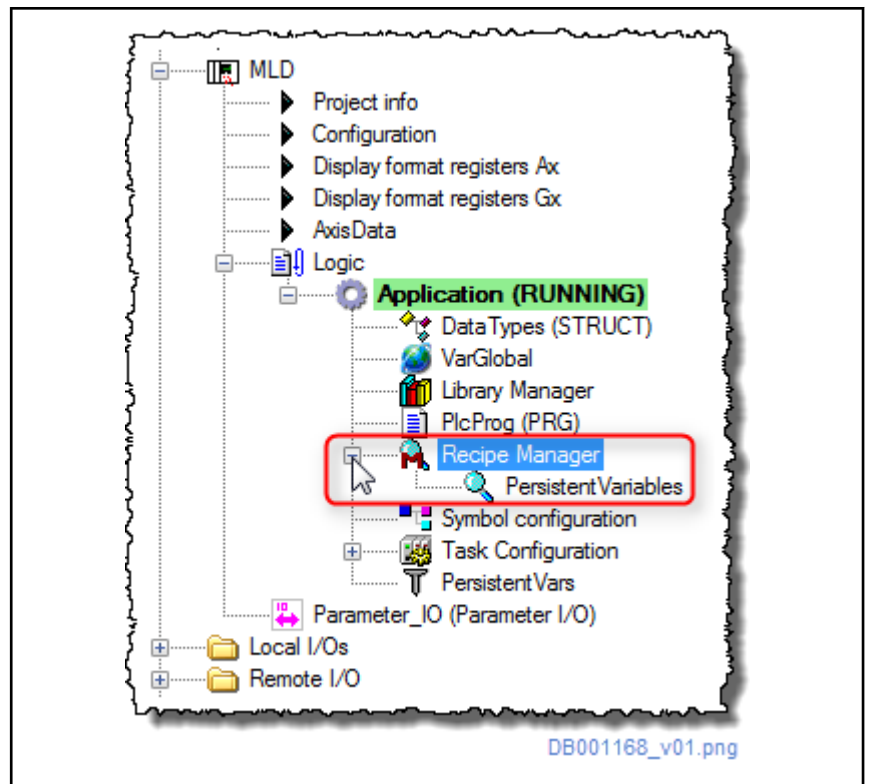 MLD
Project info
Configuration
Display format registers Ax
Display format registers Gx
AxisData
Logic
Application (RUNNING)
DataTypes (STRUCT)
VarGlobal
Library Manager
PlcProg (PRG)
Recipe Manager
PersistentVariables
Symbol configuration
Task Configuration
PersistentVars
Parameter_IO (Parameter I/O)
Local I/Os
Remote I/O
DB001168_v01.png